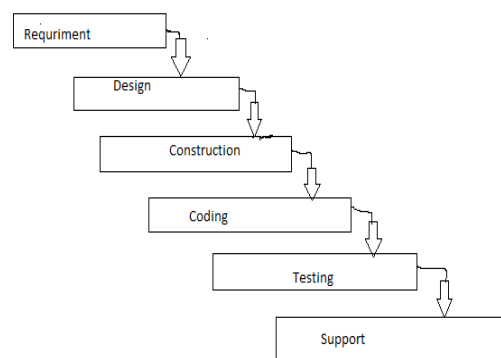 Requriment
Design
Construction
Coding
Testing
Support